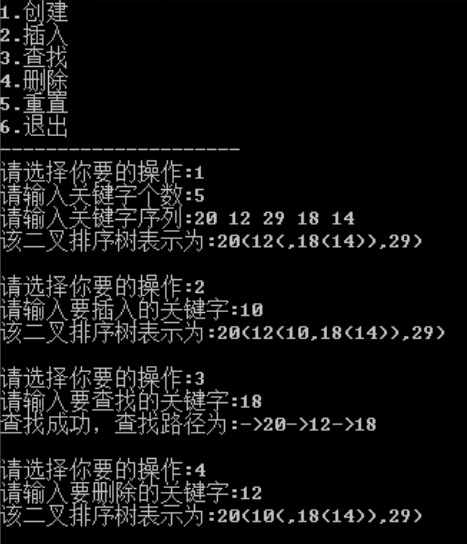 1.创建
2.插入
3.查找
4.删除
5.重置
6.退出
---------------------
请选择你要的操作:1
请输入关键字个数:5
请输入关键字序列:20 12 29 18 14
该二叉排序树表示为:20(12(,18(14)),29)
请选择你要的操作:2
请输入要插入的关键字:10
该二叉排序树表示为:20(12(10,18(14)),29)
请选择你要的操作:3
请输入要查找的关键字:18
查找成功，查找路径为:->20->12->18
请选择你要的操作:4
请输入要删除的关键字:12
该二叉排序树表示为:20(10(,18(14)),29)